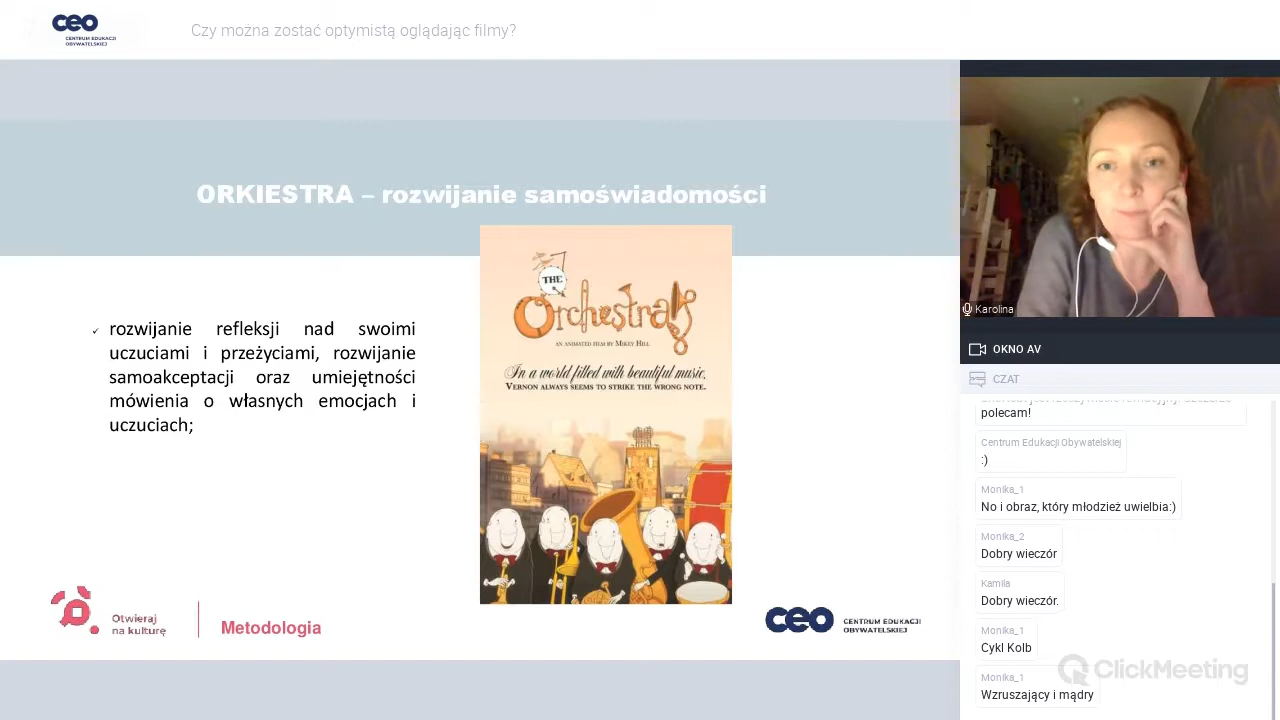 ceo
CENTRUM EDUKACJI
OBYWATELSKIEJ
Czy można zostać optymistą oglądając filmy?
ORKIESTRA – rozwijanie samoświadomości
rozwijanie refleksji nad swoimi
uczuciami i przeżyciami, rozwijanie
samoakceptacji oraz umiejętności
mówienia o własnych emocjach i
uczuciach;
THE
Orchestra
AN ANIMATED FILM BY MIKEY HILL
In a world filled with beautiful music,
VERNON ALWAYS SEEMS TO STRIKE THE WRONG NOTE.
Otwieraj
na kulturę
Metodologia
ceo
CENTRUM EDUKACJI
OBYWATELSKIEJ
Karolina
OKNO AV
CZAT
polecam!
Centrum Edukacji Obywatelskiej
:)
Monika_1
No i obraz, który młodzież uwielbia:)
Monika_2
Dobry wieczór
Kamila
Dobry wieczór.
Monika_1
Cykl Kolb
Monika_1
Wzruszający i mądry
ClickMeeting